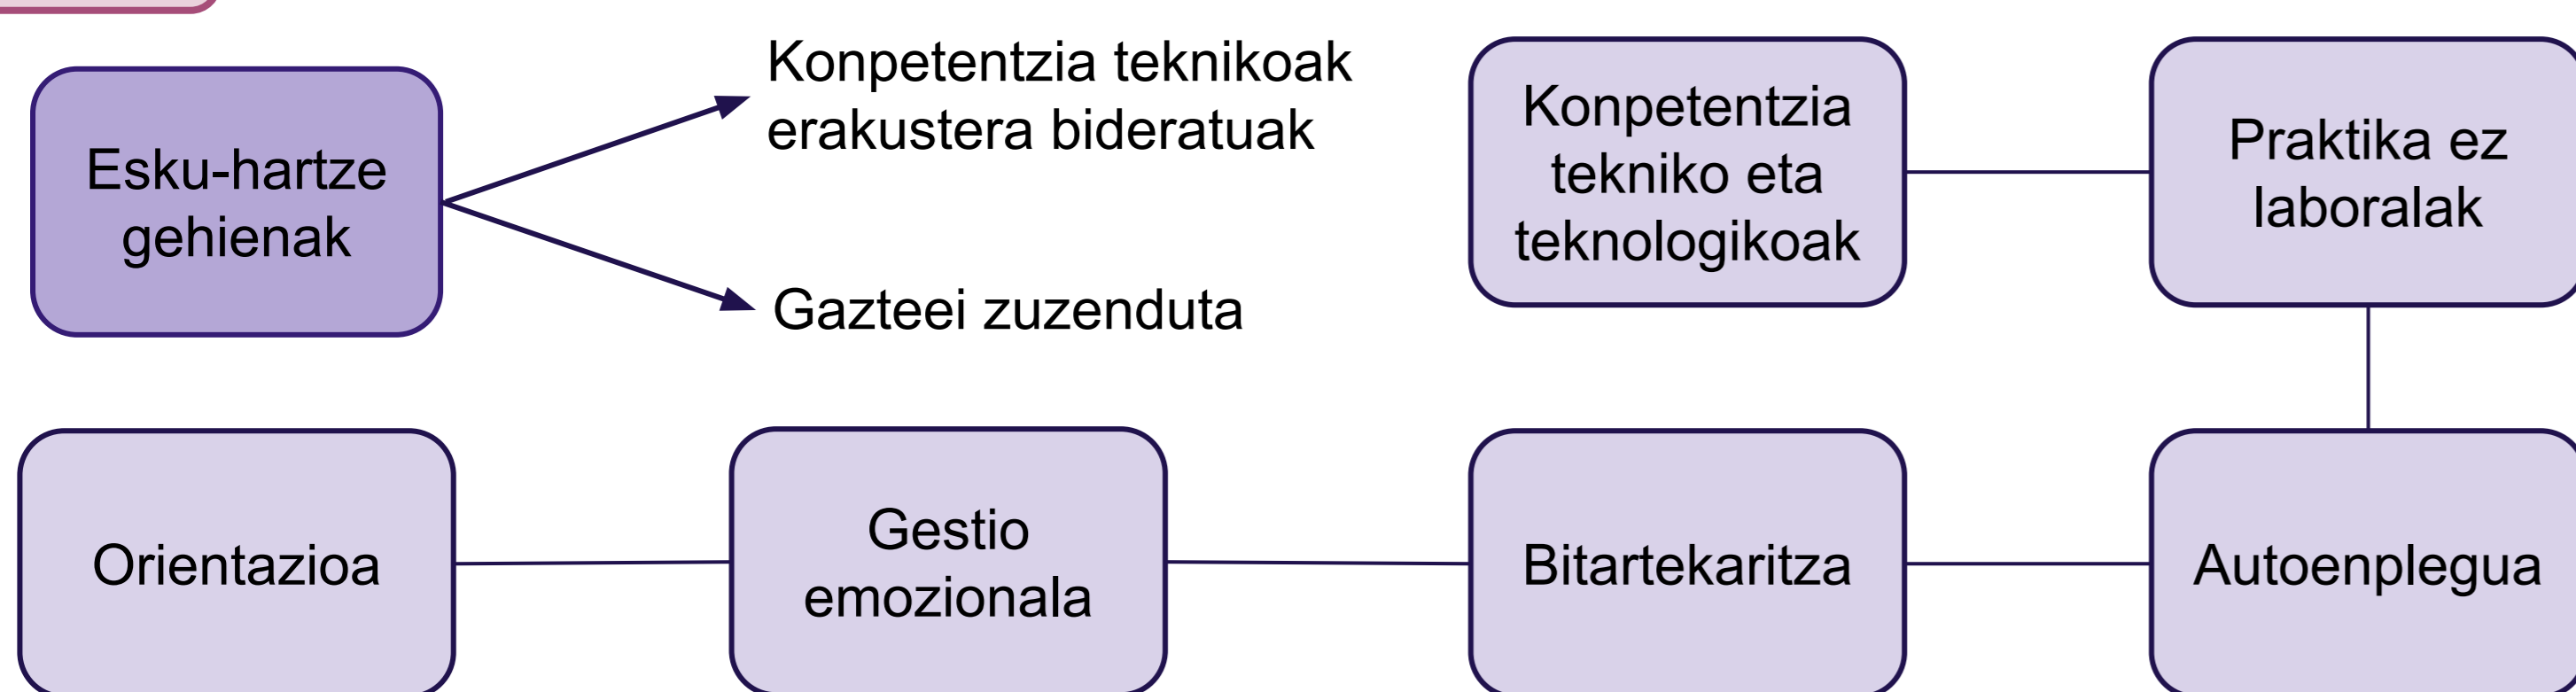 Esku-hartze
gehienak
Konpetentzia teknikoak
erakustera bideratuak
Gazteei zuzenduta
Konpetentzia
tekniko eta
teknologikoak
Praktika ez
laboralak
Orientazioa
Gestio
emozionala
Bitartekaritza
Autoenplegua